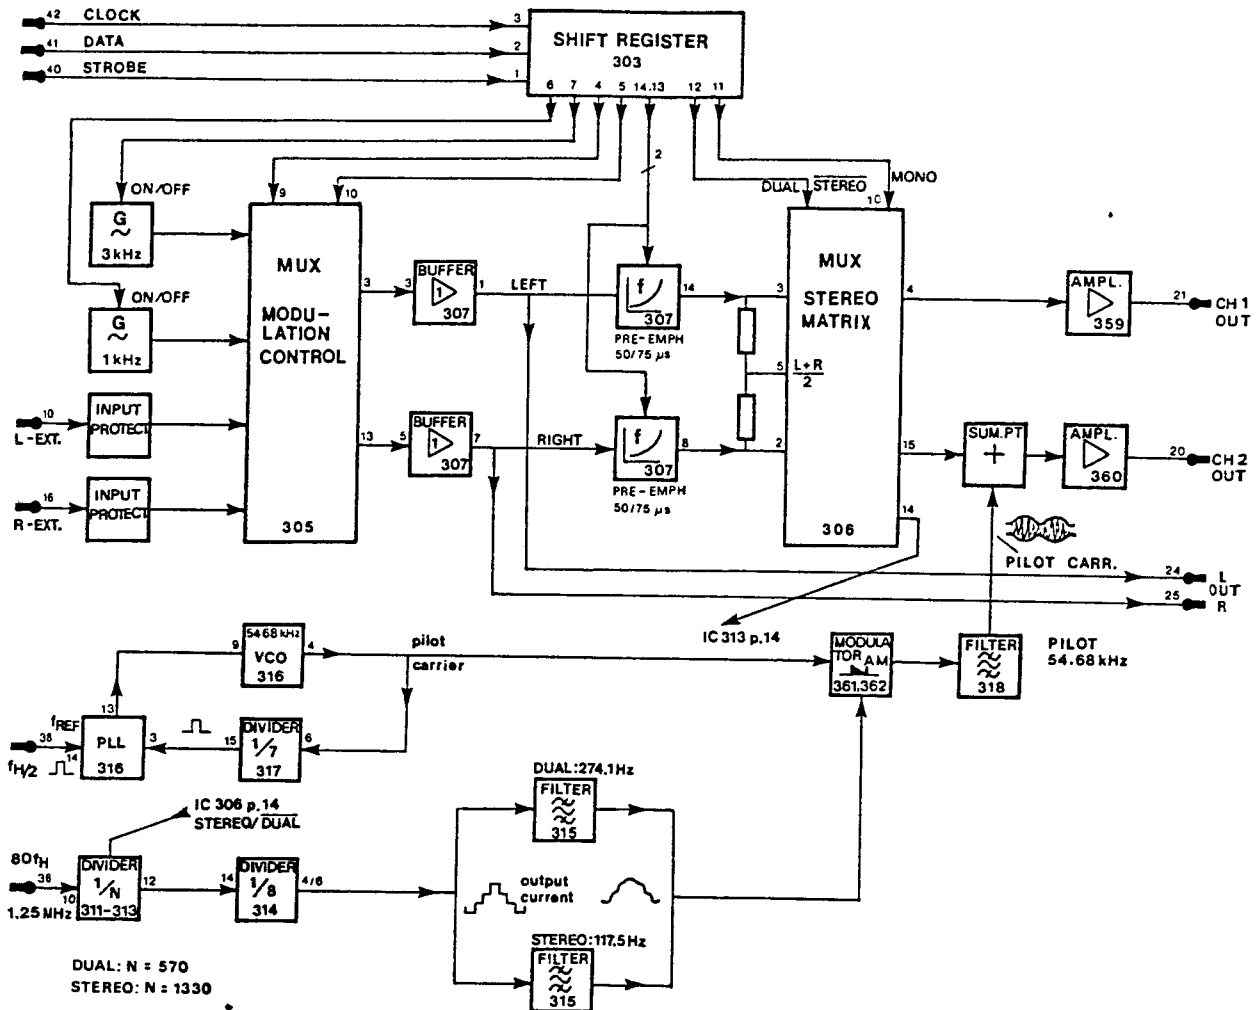 42 CLOCK 3
41 DATA 2
40 STROBE 1
SHIFT REGISTER
303
6 7 4 5 14.13 12 11
2
ON/OFF
9
10
DUAL
STEREO
MONO
10
G
~
3kHz
ON/OFF
G
~
1kHz
10
L-EXT.
INPUT
PROTECT
16
R-EXT.
INPUT
PROTECT
MUX
MODU-
LATION
CONTROL
305
3
13
3
BUFFER
1
307
1
LEFT
5
BUFFER
1
307
7
RIGHT
f
307
14
PRE-EMPH
50/75 µs
f
307
8
PRE-EMPH
50/75 µs
3
5
L+R
2
2
MUX
STEREO
MATRIX
306
4
15
14
AMPL.
359
21
CH 1
OUT
SUM.PT
+
AMPL.
360
20
CH 2
OUT
PILOT CARR.
24
L
OUT
25
R
IC 313 p.14
54.68 kHz
VCO
316
9
4
pilot
carrier
MODULA
TOR AM
361,362
FILTER
318
PILOT
54.68 kHz
13
fREF
38
fH/2
14
PLL
316
3
15
DIVIDER
1/7
317
6
IC 306 p.14
STEREO/DUAL
80fH
36
10
1.25MHz
DIVIDER
1/N
311-313
12
14
DIVIDER
1/8
314
4/6
DUAL:274.1Hz
FILTER
315
output
current
STEREO:117.5Hz
FILTER
315
DUAL: N = 570
STEREO: N = 1330